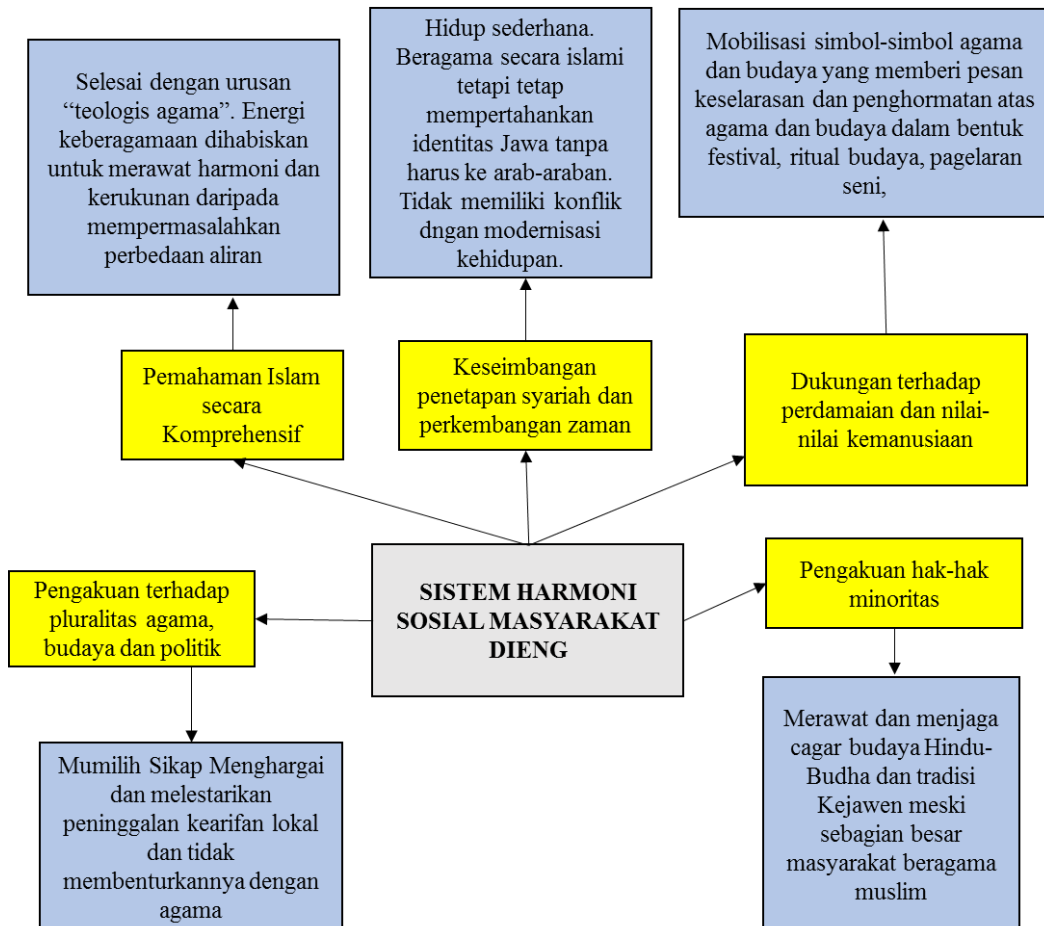 Selesai dengan urusan
“teologis agama”. Energi
keberagamaan dihabiskan
untuk merawat harmoni dan
kerukunan daripada
mempermasalahkan
perbedaan aliran
Hidup sederhana.
Beragama secara islami
tetapi tetap
mempertahankan
identitas Jawa tanpa
harus ke arab-araban.
Tidak memiliki konflik
dngan modernisasi
kehidupan.
Mobilisasi simbol-simbol agama
dan budaya yang memberi pesan
keselarasan dan penghormatan atas
agama dan budaya dalam bentuk
festival, ritual budaya, pagelaran
seni,
Pemahaman Islam
secara
Komprehensif
Keseimbangan
penetapan syariah dan
perkembangan zaman
Dukungan terhadap
perdamaian dan nilai-
nilai kemanusiaan
Pengakuan terhadap
pluralitas agama,
budaya dan politik
SISTEM HARMONI
SOSIAL MASYARAKAT
DIENG
Pengakuan hak-hak
minoritas
Mumilih Sikap Menghargai
dan melestarikan
peninggalan kearifan lokal
dan tidak
membenturkannya dengan
agama
Merawat dan menjaga
cagar budaya Hindu-
Budha dan tradisi
Kejawen meski
sebagian besar
masyarakat beragama
muslim